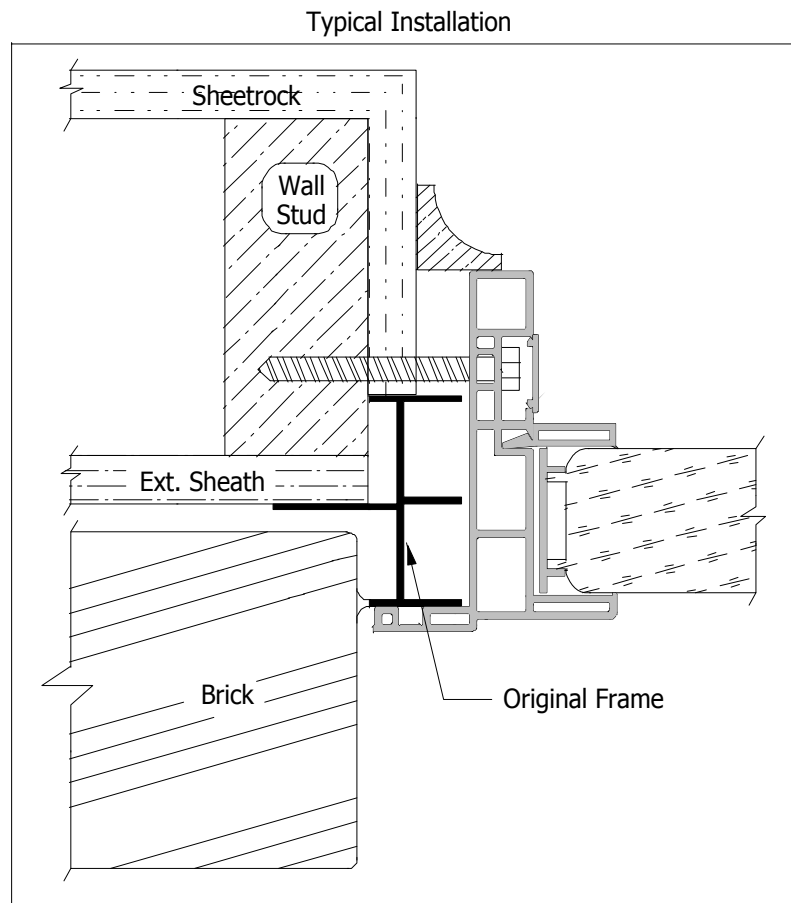 Typical Installation
Sheetrock
Wall
Stud
Ext. Sheath
Brick
Original Frame